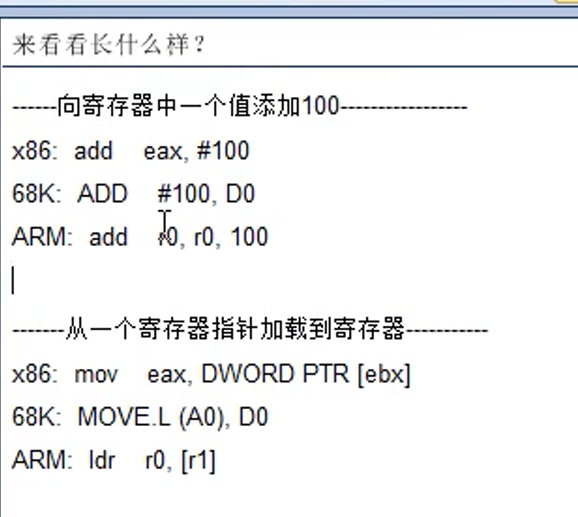 来看看长什么样？
------向寄存器中一个值添加100-----------------
x86: add eax, #100
68K: ADD #100, D0
ARM: add r0, r0, 100
-------从一个寄存器指针加载到寄存器-----------
x86: mov eax, DWORD PTR [ebx]
68K: MOVE.L (A0), D0
ARM: ldr r0, [r1]